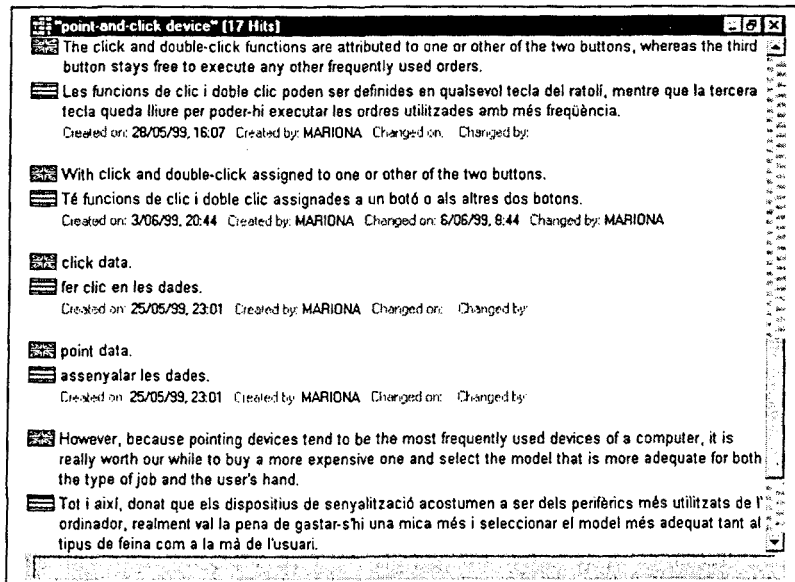 "point-and-click device" (17 Hits)
The click and double-click functions are attributed to one or other of the two buttons, whereas the third
button stays free to execute any other frequently used orders.
Les funcions de clic i doble clic poden ser definides en qualsevol tecla del ratolí, mentre que la tercera
tecla queda lliure per poder-hi executar les ordres utilitzades amb més freqüència.
Created on: 28/05/99, 16:07 Created by: MARIONA Changed on: Changed by:
With click and double-click assigned to one or other of the two buttons.
Té funcions de clic i doble clic assignades a un botó o als altres dos botons.
Created on: 3/06/99, 20:44 Created by: MARIONA Changed on: 6/06/99, 8:44 Changed by: MARIONA
click data.
fer clic en les dades.
Created on: 25/05/99, 23:01 Created by: MARIONA Changed on: Changed by:
point data.
assenyalar les dades.
Created on: 25/05/99, 23:01 Created by: MARIONA Changed on: Changed by:
However, because pointing devices tend to be the most frequently used devices of a computer, it is
really worth our while to buy a more expensive one and select the model that is more adequate for both
the type of job and the user's hand.
Tot i així, donat que els dispositius de senyalització acostumen a ser dels perifèrics més utilitzats de l'
ordinador, realment val la pena de gastar-s'hi una mica més i seleccionar el model més adequat tant al
tipus de feina com a la mà de l'usuari.